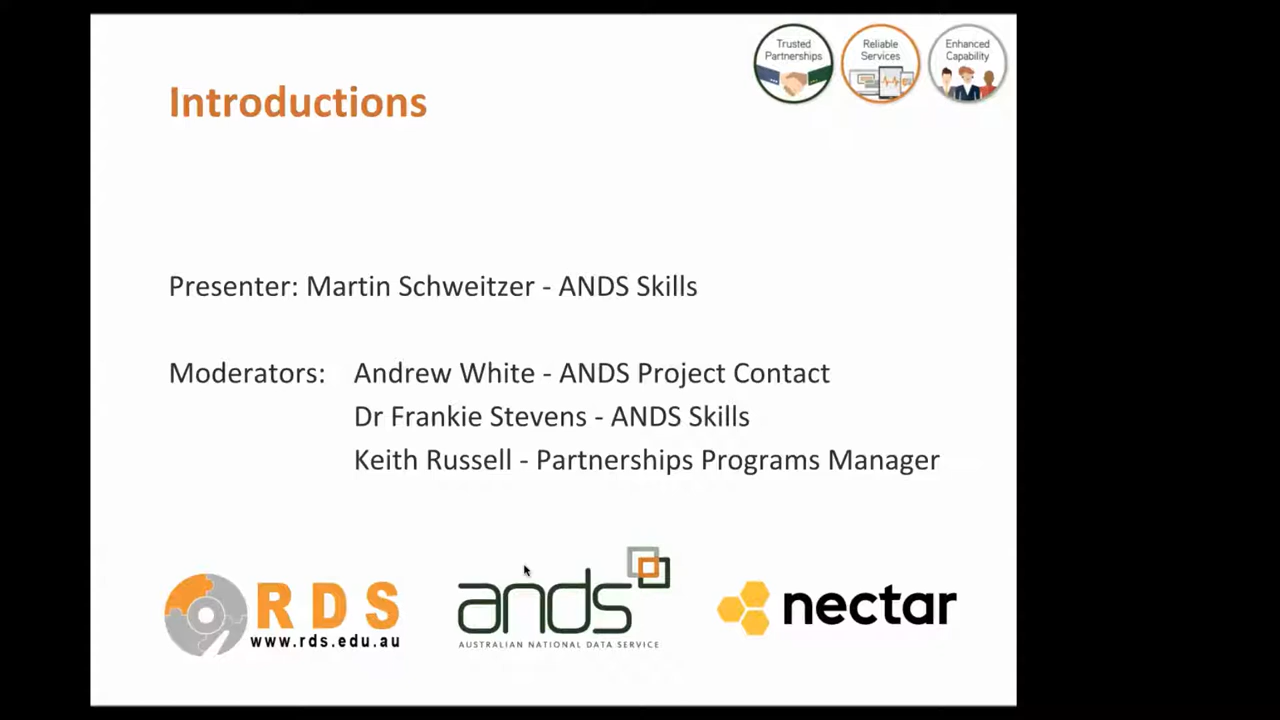 Trusted
Partnerships
Reliable
Services
Enhanced
Capability
Introductions
Presenter: Martin Schweitzer - ANDS Skills
Moderators: Andrew White - ANDS Project Contact
Dr Frankie Stevens - ANDS Skills
Keith Russell - Partnerships Programs Manager
RDS
www.rds.edu.au
ands
AUSTRALIAN NATIONAL DATA SERVICE
nectar